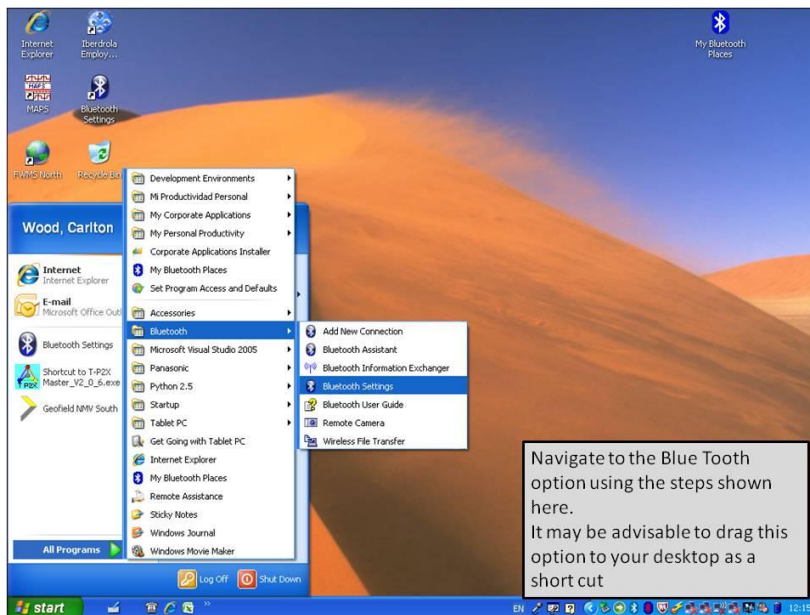 Internet
Explorer
Iberdrola
Employ...
My Bluetooth
Places
MAPS
MAPS
Bluetooth
Settings
FWMS North
Recycle Bin
Wood, Carlton
Internet
Internet Explorer
E-mail
Microsoft Office Outl
Bluetooth Settings
Shortcut to T-P2X
Master_V2_0_6.exe
Geofield NMV South
All Programs
Development Environments
Mi Productividad Personal
My Corporate Applications
My Personal Productivity
Corporate Applications Installer
My Bluetooth Places
Set Program Access and Defaults
Accessories
Bluetooth
Microsoft Visual Studio 2005
Panasonic
Python 2.5
Startup
Tablet PC
Get Going with Tablet PC
Internet Explorer
My Bluetooth Places
Remote Assistance
Sticky Notes
Windows Journal
Windows Movie Maker
Add New Connection
Bluetooth Assistant
Bluetooth Information Exchanger
Bluetooth Settings
Bluetooth User Guide
Remote Camera
Wireless File Transfer
Navigate to the Blue Tooth
option using the steps shown
here.
It may be advisable to drag this
option to your desktop as a
short cut
Log Off
Shut Down
start
EN